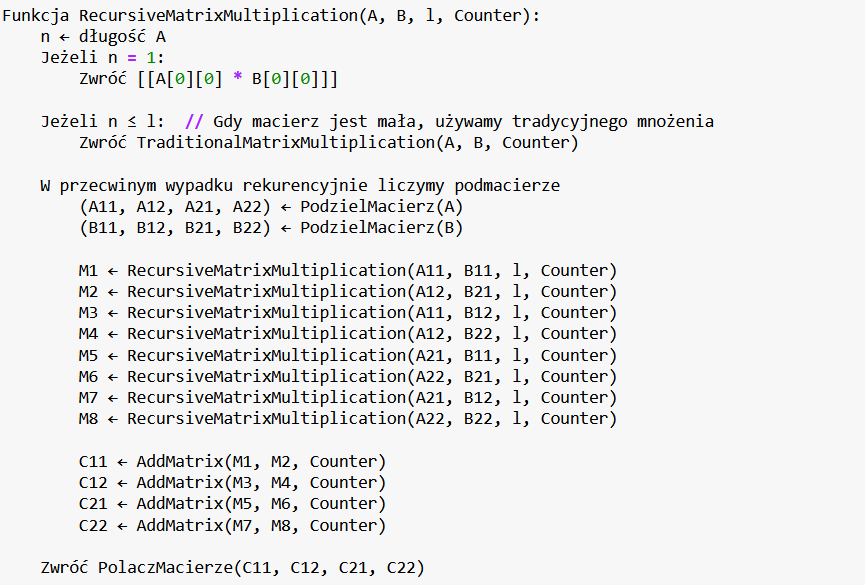 Funkcja RecursiveMatrixMultiplication(A, B, l, Counter):
    n ← długość A
    Jeżeli n = 1:
        Zwróć [[A[0][0] * B[0][0]]]

    Jeżeli n ≤ l:  // Gdy macierz jest mała, używamy tradycyjnego mnożenia
        Zwróć TraditionalMatrixMultiplication(A, B, Counter)

    W przecwinym wypadku rekurencyjnie liczymy podmacierze
        (A11, A12, A21, A22) ← PodzielMacierz(A)
        (B11, B12, B21, B22) ← PodzielMacierz(B)

        M1 ← RecursiveMatrixMultiplication(A11, B11, l, Counter)
        M2 ← RecursiveMatrixMultiplication(A12, B21, l, Counter)
        M3 ← RecursiveMatrixMultiplication(A11, B12, l, Counter)
        M4 ← RecursiveMatrixMultiplication(A12, B22, l, Counter)
        M5 ← RecursiveMatrixMultiplication(A21, B11, l, Counter)
        M6 ← RecursiveMatrixMultiplication(A22, B21, l, Counter)
        M7 ← RecursiveMatrixMultiplication(A21, B12, l, Counter)
        M8 ← RecursiveMatrixMultiplication(A22, B22, l, Counter)

        C11 ← AddMatrix(M1, M2, Counter)
        C12 ← AddMatrix(M3, M4, Counter)
        C21 ← AddMatrix(M5, M6, Counter)
        C22 ← AddMatrix(M7, M8, Counter)

    Zwróć PolaczMacierze(C11, C12, C21, C22)